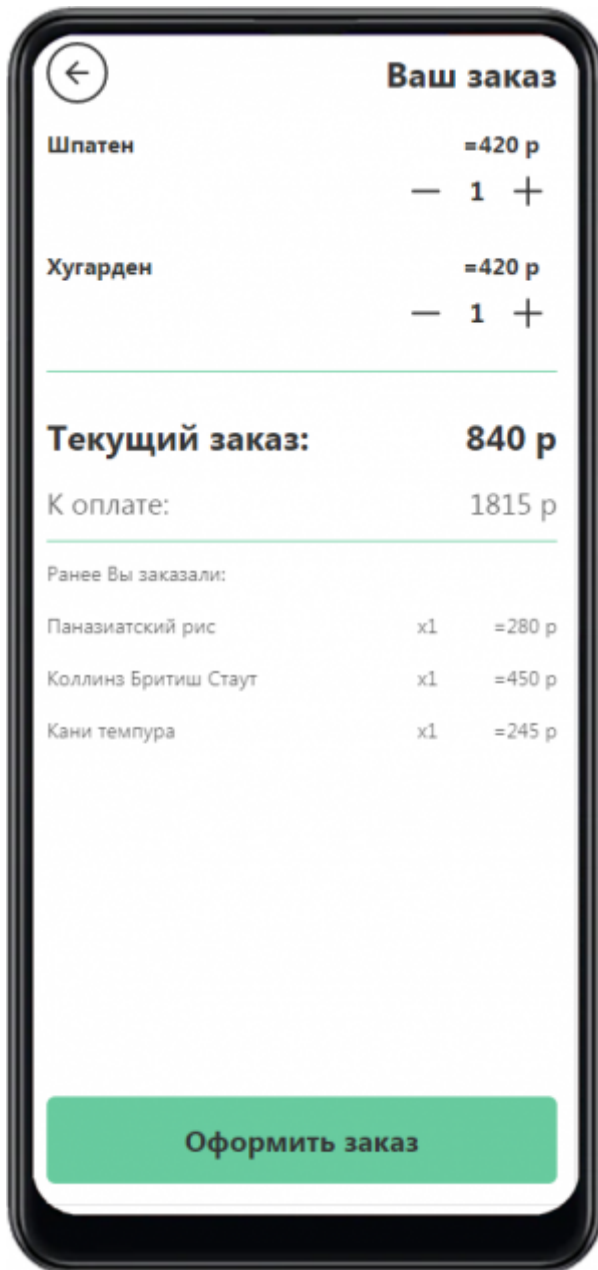 Ваш заказ
Шпатен =420 р
— 1 +
Хугарден =420 р
— 1 +
Текущий заказ: 840 р
К оплате: 1815 р
Ранее Вы заказали:
Паназиатский рис x1 =280 р
Коллинз Бритиш Стаут x1 =450 р
Кани темпура x1 =245 р
Оформить заказ